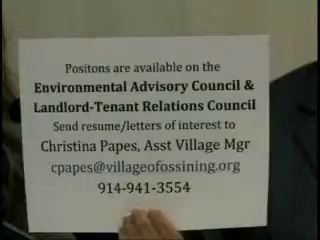 Positons are available on the
Environmental Advisory Council &
Landlord-Tenant Relations Council
Send resume/letters of interest to
Christina Papes, Asst Village Mgr
cpapes@villageofossining.org
914-941-3554